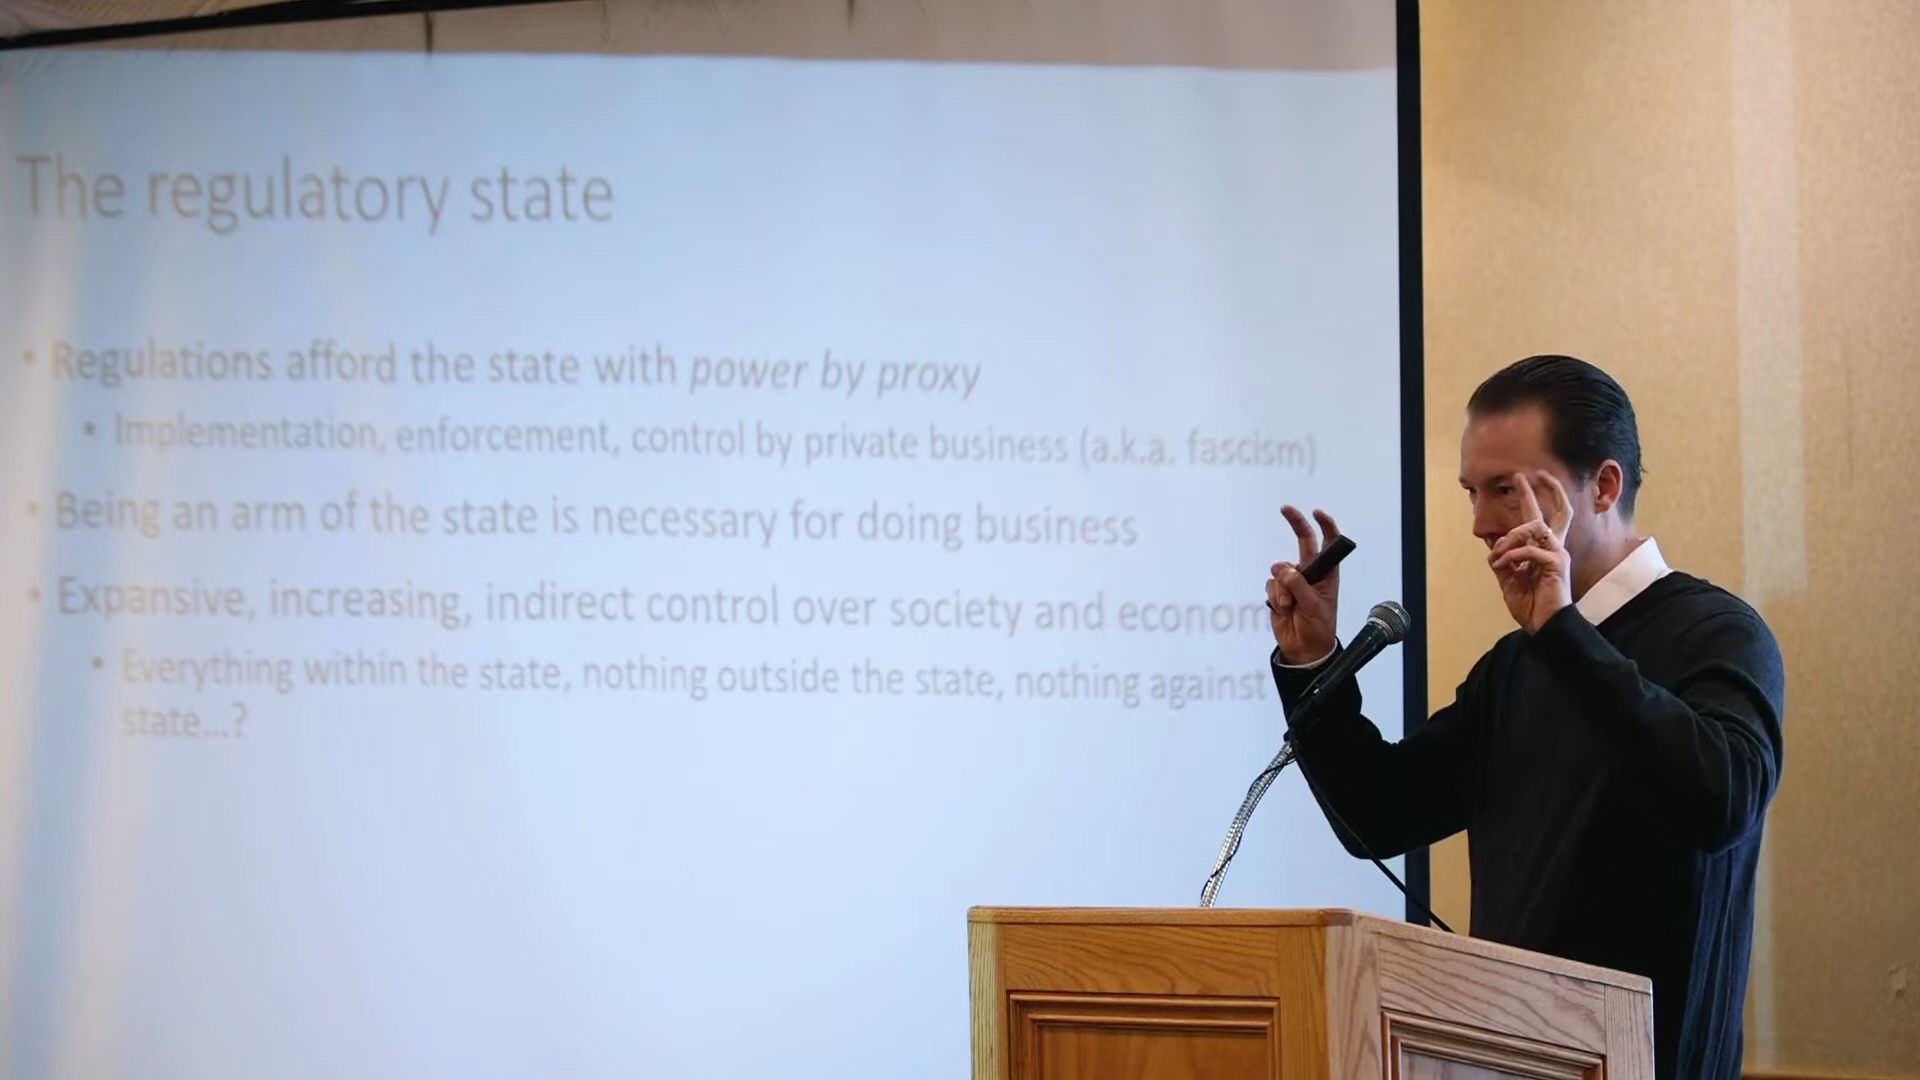 The regulatory state
• Regulations afford the state with power by proxy
• Implementation, enforcement, control by private business (a.k.a. fascism)
• Being an arm of the state is necessary for doing business
• Expansive, increasing, indirect control over society and econom
• Everything within the state, nothing outside the state, nothing against
state...?